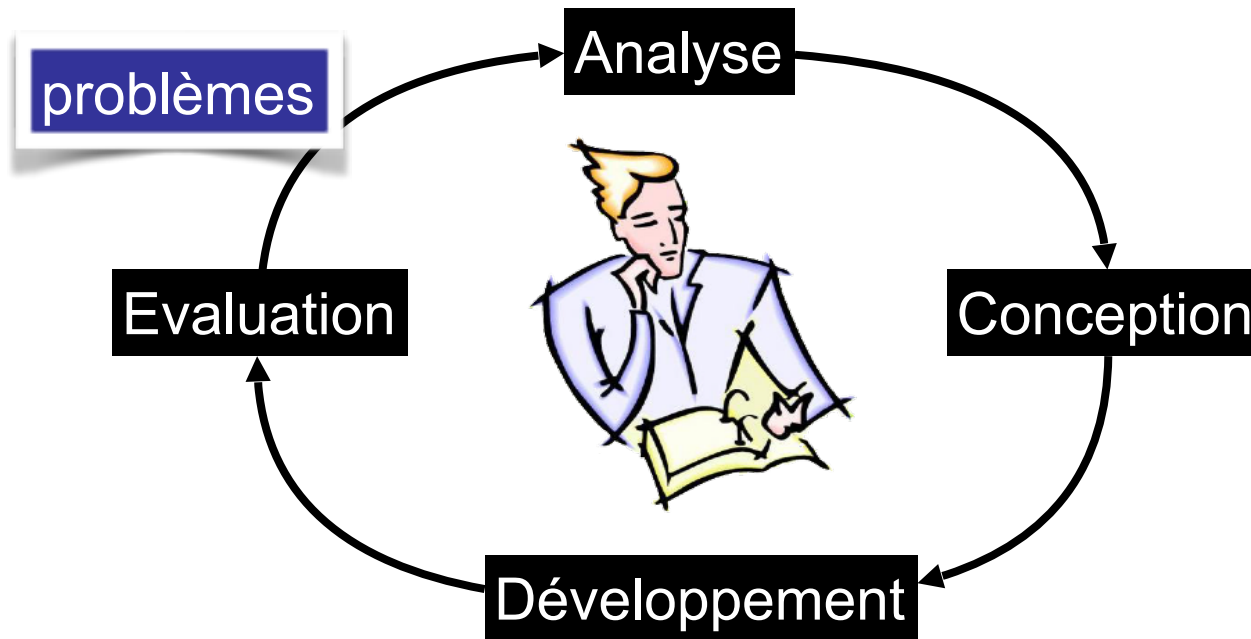 problèmes
Analyse
Conception
Développement
Evaluation